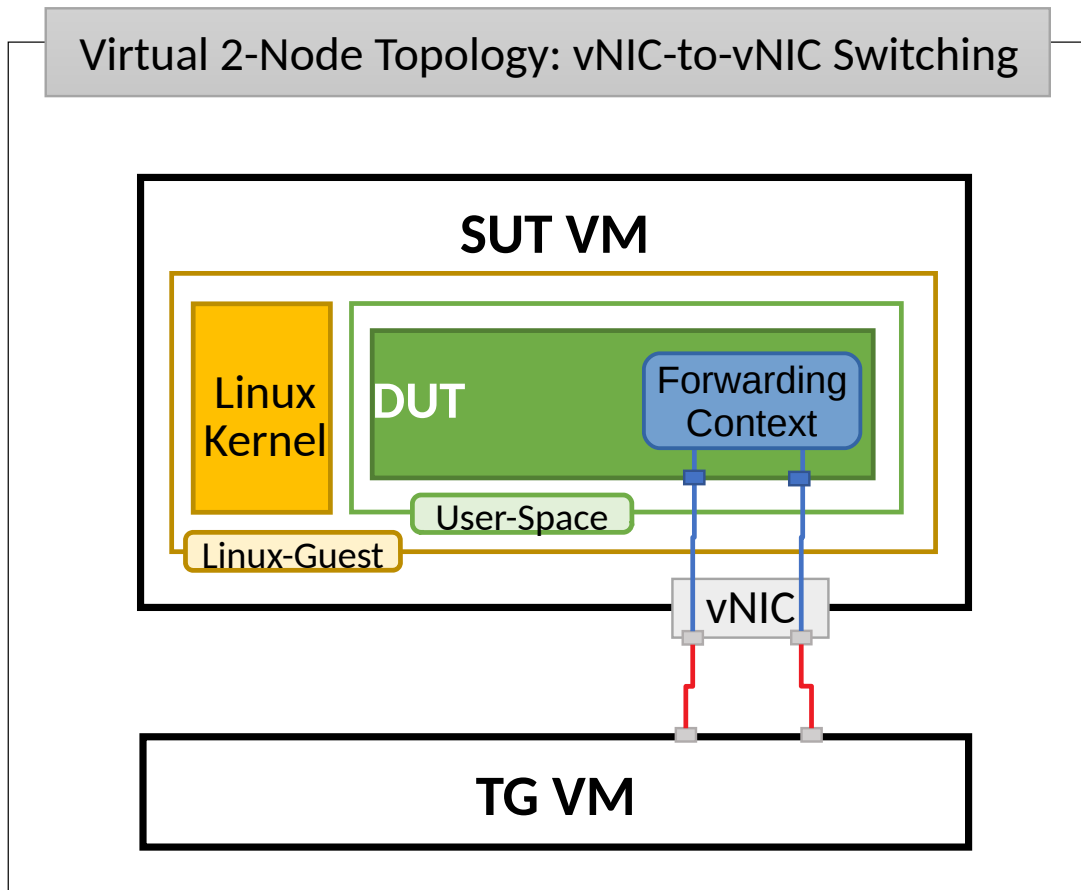 Virtual 2-Node Topology: vNIC-to-vNIC Switching
SUT VM
Linux
Kernel
DUT
Forwarding
Context
User-Space
Linux-Guest
vNIC
TG VM